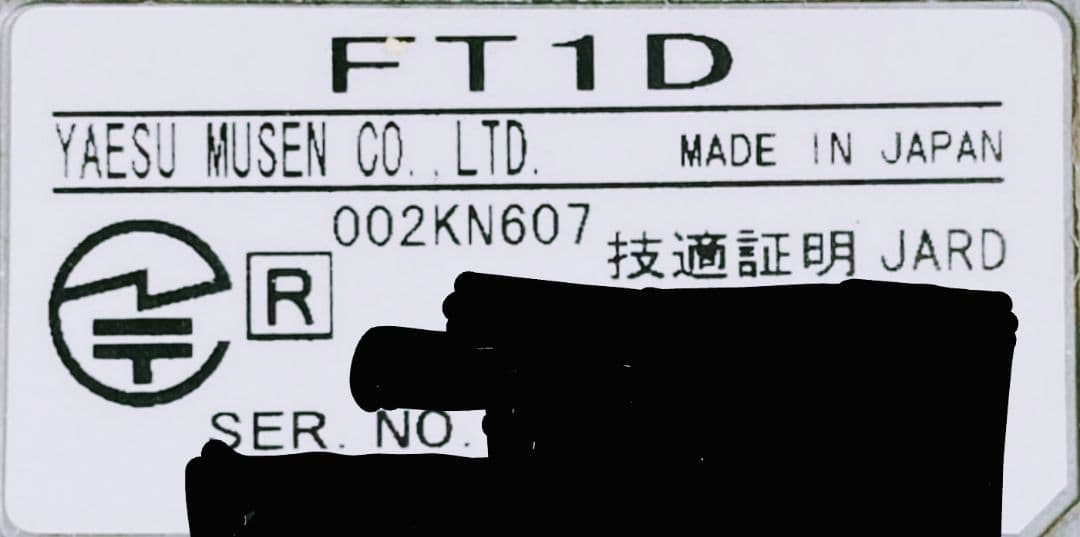 FT1D
YAESU MUSEN CO.,LTD. MADE IN JAPAN
002KN607 技適証明 JARD
R
SER. NO.